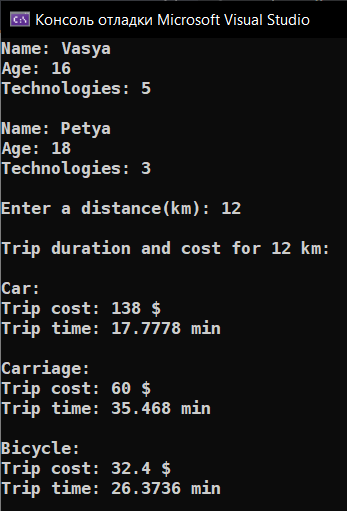 Консоль отладки Microsoft Visual Studio
Name: Vasya
Age: 16
Technologies: 5
Name: Petya
Age: 18
Technologies: 3
Enter a distance(km): 12
Trip duration and cost for 12 km:
Car:
Trip cost: 138 $
Trip time: 17.7778 min
Carriage:
Trip cost: 60 $
Trip time: 35.468 min
Bicycle:
Trip cost: 32.4 $
Trip time: 26.3736 min